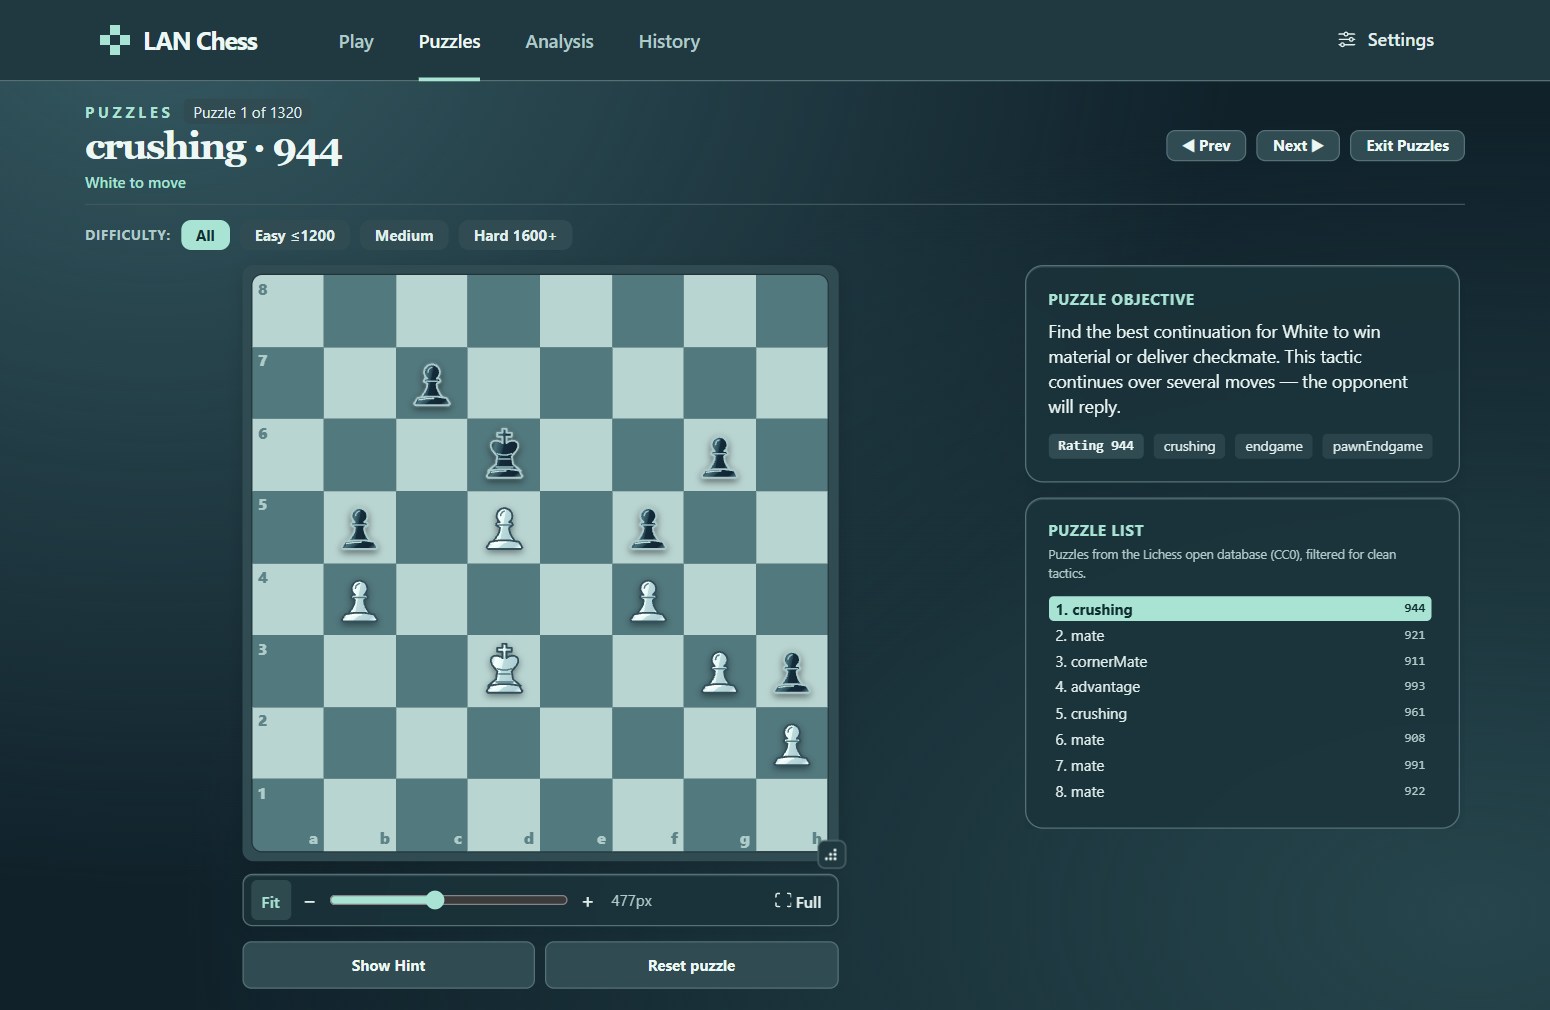 LAN Chess
Play
Puzzles
Analysis
History
Settings
PUZZLES
Puzzle 1 of 1320
crushing · 944
White to move
◀ Prev
Next ▶
Exit Puzzles
DIFFICULTY:
All
Easy ≤1200
Medium
Hard 1600+
8
7
6
5
4
3
2
1
a
b
c
d
e
f
g
h
Fit
−
+
477px
Full
Show Hint
Reset puzzle
PUZZLE OBJECTIVE
Find the best continuation for White to win
material or deliver checkmate. This tactic
continues over several moves — the opponent
will reply.
Rating 944
crushing
endgame
pawnEndgame
PUZZLE LIST
Puzzles from the Lichess open database (CC0), filtered for clean
tactics.
1. crushing 944
2. mate 921
3. cornerMate 911
4. advantage 993
5. crushing 961
6. mate 908
7. mate 991
8. mate 922